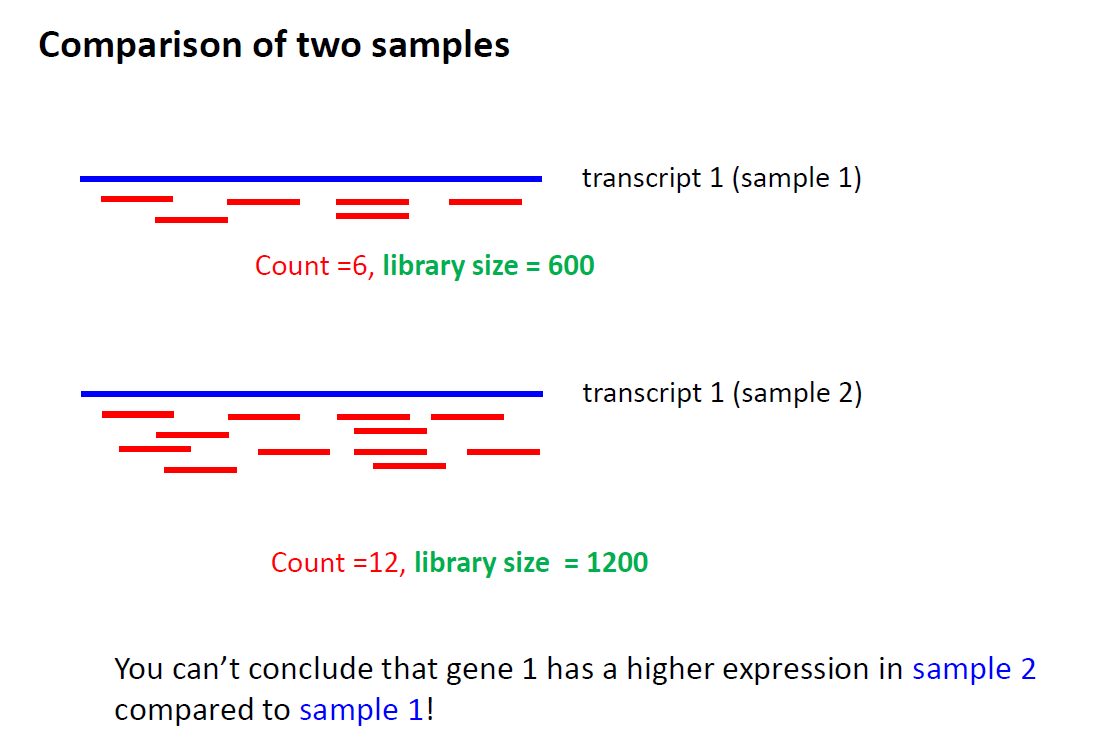 Comparison of two samples
transcript 1 (sample 1)
Count =6, library size = 600
transcript 1 (sample 2)
Count =12, library size  = 1200
You can’t conclude that gene 1 has a higher expression in sample 2
compared to sample 1!